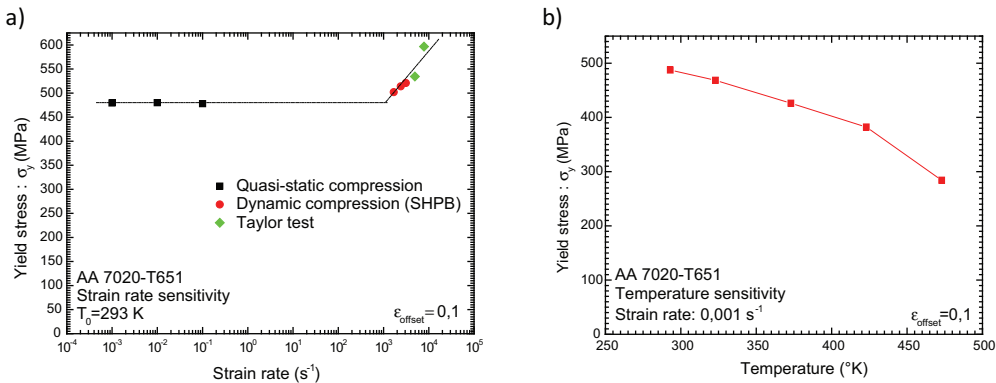 a)
600
550
500
450
400
350
300
250
200
150
100
50
0
Yield stress : σy (MPa)
Quasi-static compression
Dynamic compression (SHPB)
Taylor test
AA 7020-T651
Strain rate sensitivity
T0=293 K
εoffset=0,1
10-4 10-3 10-2 10-1 100 101 102 103 104 105
Strain rate (s-1)
b)
500
400
300
200
100
0
Yield stress : σy (MPa)
AA 7020-T651
Temperature sensitivity
Strain rate: 0,001 s-1
εoffset=0,1
250 300 350 400 450 500
Temperature (°K)